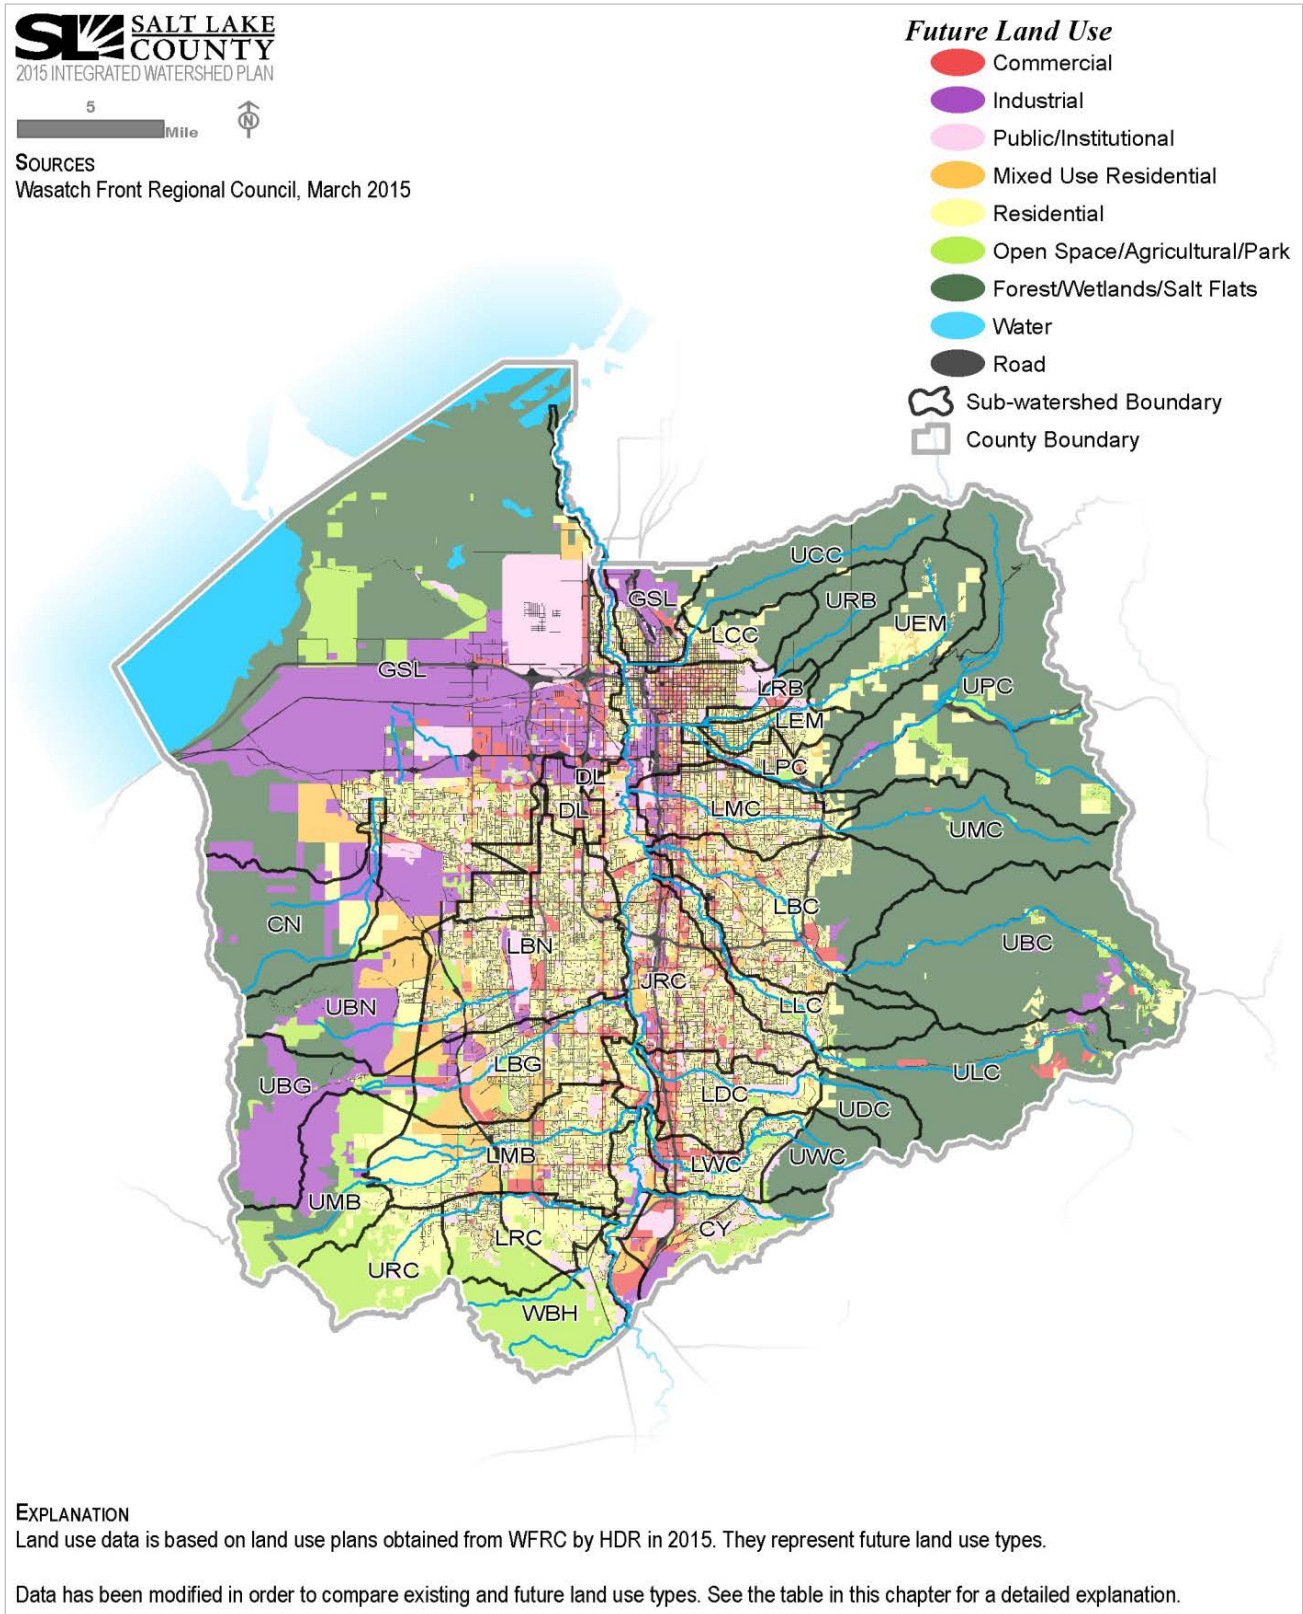 SL SALT LAKE
COUNTY
2015 INTEGRATED WATERSHED PLAN
5
Mile
N
SOURCES
Wasatch Front Regional Council, March 2015
Future Land Use
Commercial
Industrial
Public/Institutional
Mixed Use Residential
Residential
Open Space/Agricultural/Park
Forest/Wetlands/Salt Flats
Water
Road
Sub-watershed Boundary
County Boundary
UCC
GSL
URB
UEM
LCC
GSL
LRB
UPC
LEM
LPC
DL
DL
LMC
UMC
LBC
CN
LBN
UBC
JRC
UBN
LLC
LBG
ULC
UBG
LDC
UDC
LMB
LWC
UWC
UMB
CY
LRC
URC
WBH
EXPLANATION
Land use data is based on land use plans obtained from WFRC by HDR in 2015. They represent future land use types.
Data has been modified in order to compare existing and future land use types. See the table in this chapter for a detailed explanation.